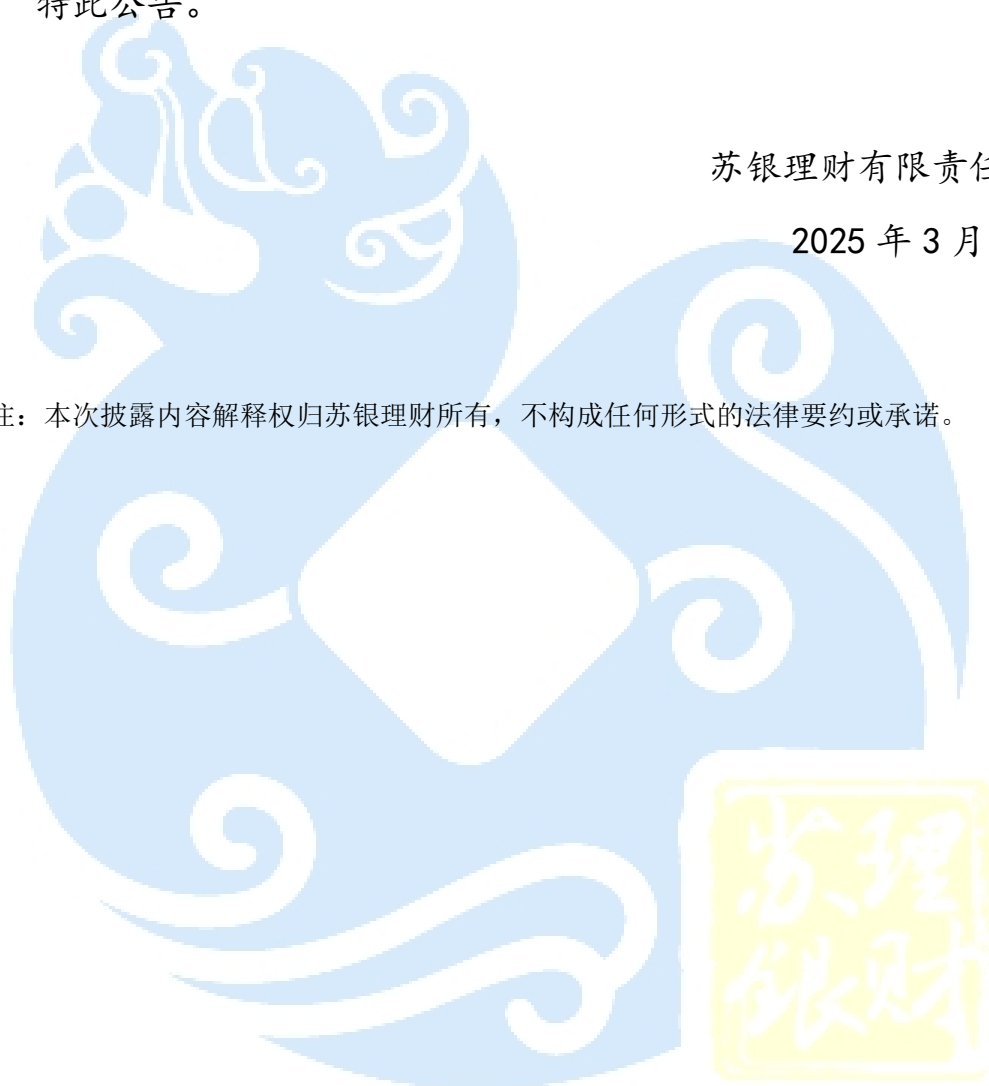 特此公告。
苏银理财有限责任
2025 年 3 月
注：本次披露内容解释权归苏银理财所有，不构成任何形式的法律要约或承诺。
苏理
银财